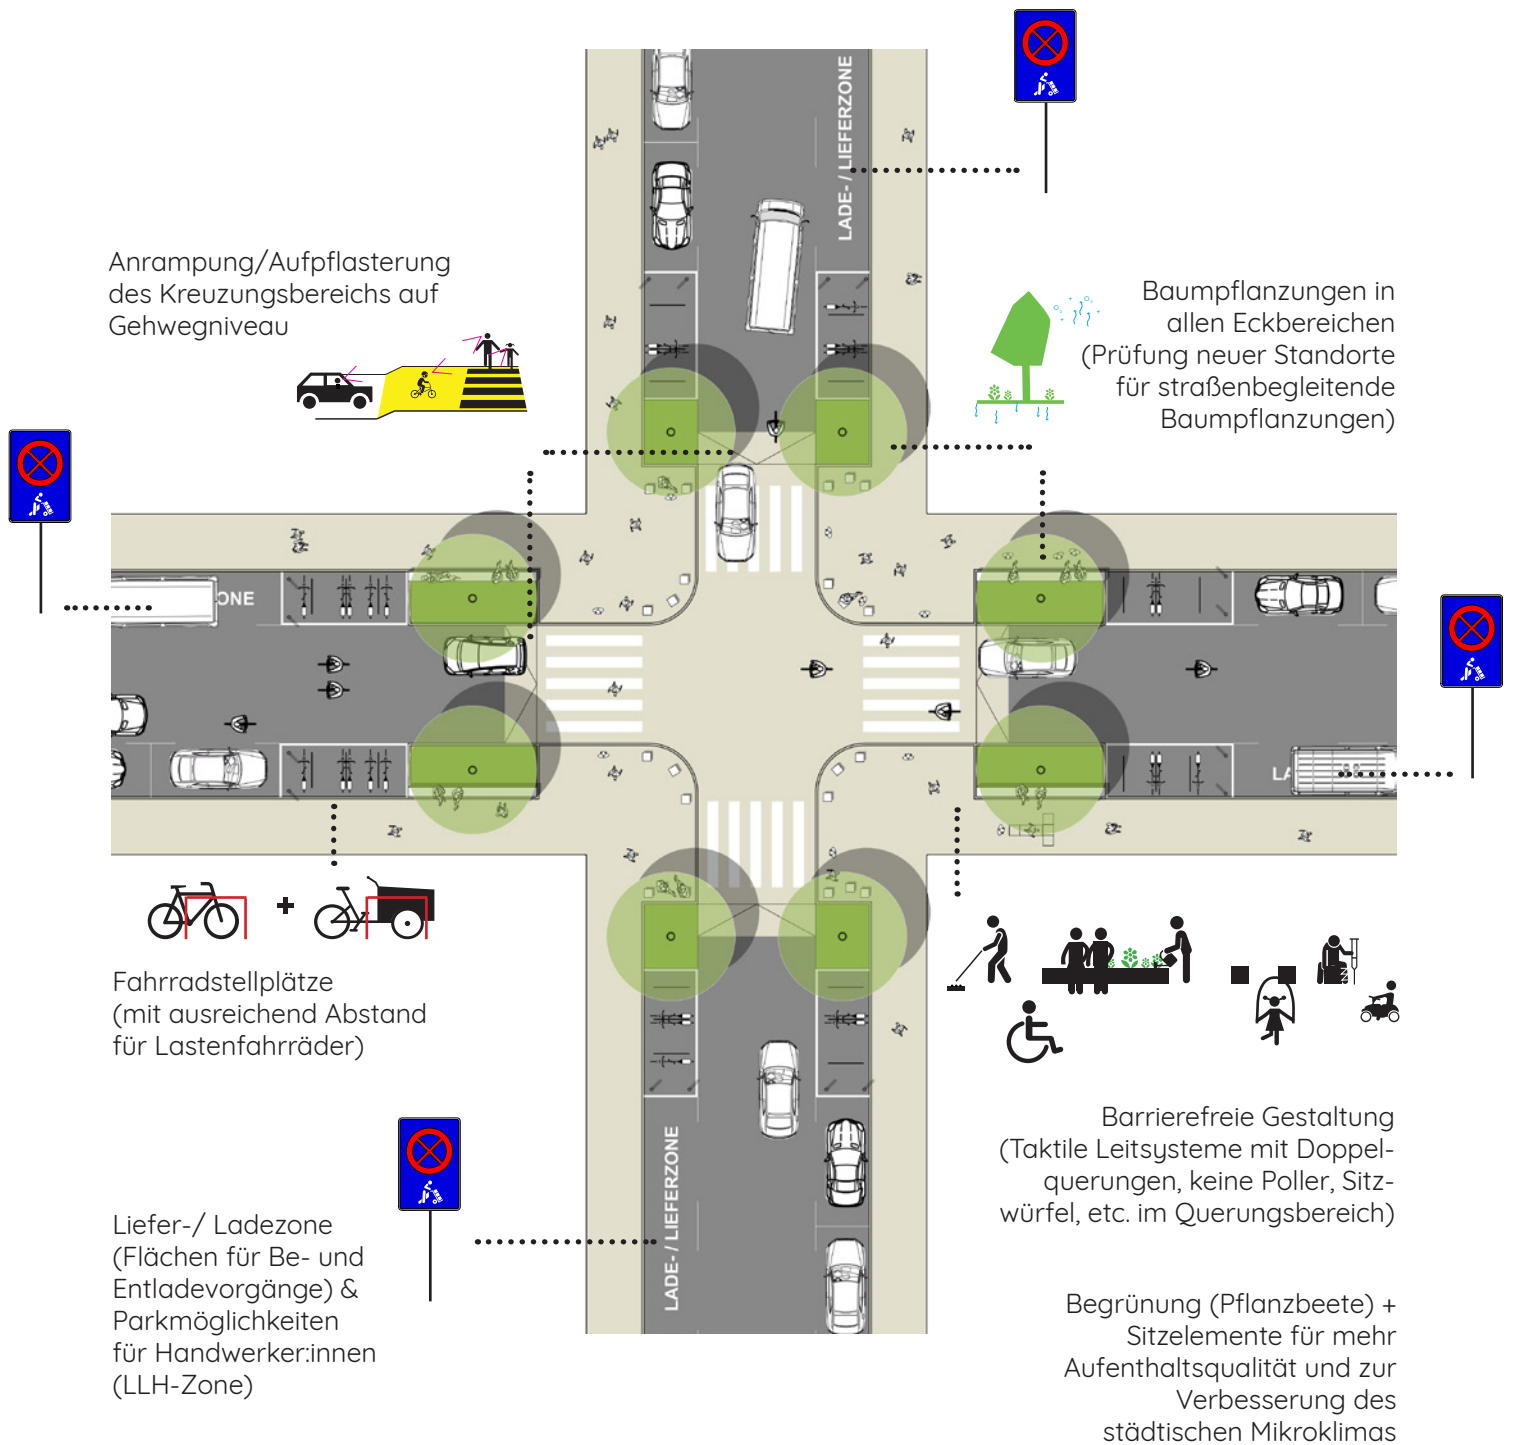 LADE- / LIEFERZONE
Anrampung/Aufpflasterung
des Kreuzungsbereichs auf
Gehwegniveau
Baumpflanzungen in
allen Eckbereichen
(Prüfung neuer Standorte
für straßenbegleitende
Baumpflanzungen)
ONE
LA
+
Fahrradstellplätze
(mit ausreichend Abstand
für Lastenfahrräder)
Barrierefreie Gestaltung
(Taktile Leitsysteme mit Doppel-
querungen, keine Poller, Sitz-
würfel, etc. im Querungsbereich)
LADE- / LIEFERZONE
Liefer-/ Ladezone
(Flächen für Be- und
Entladevorgänge) &
Parkmöglichkeiten
für Handwerker:innen
(LLH-Zone)
Begrünung (Pflanzbeete) +
Sitzelemente für mehr
Aufenthaltsqualität und zur
Verbesserung des
städtischen Mikroklimas